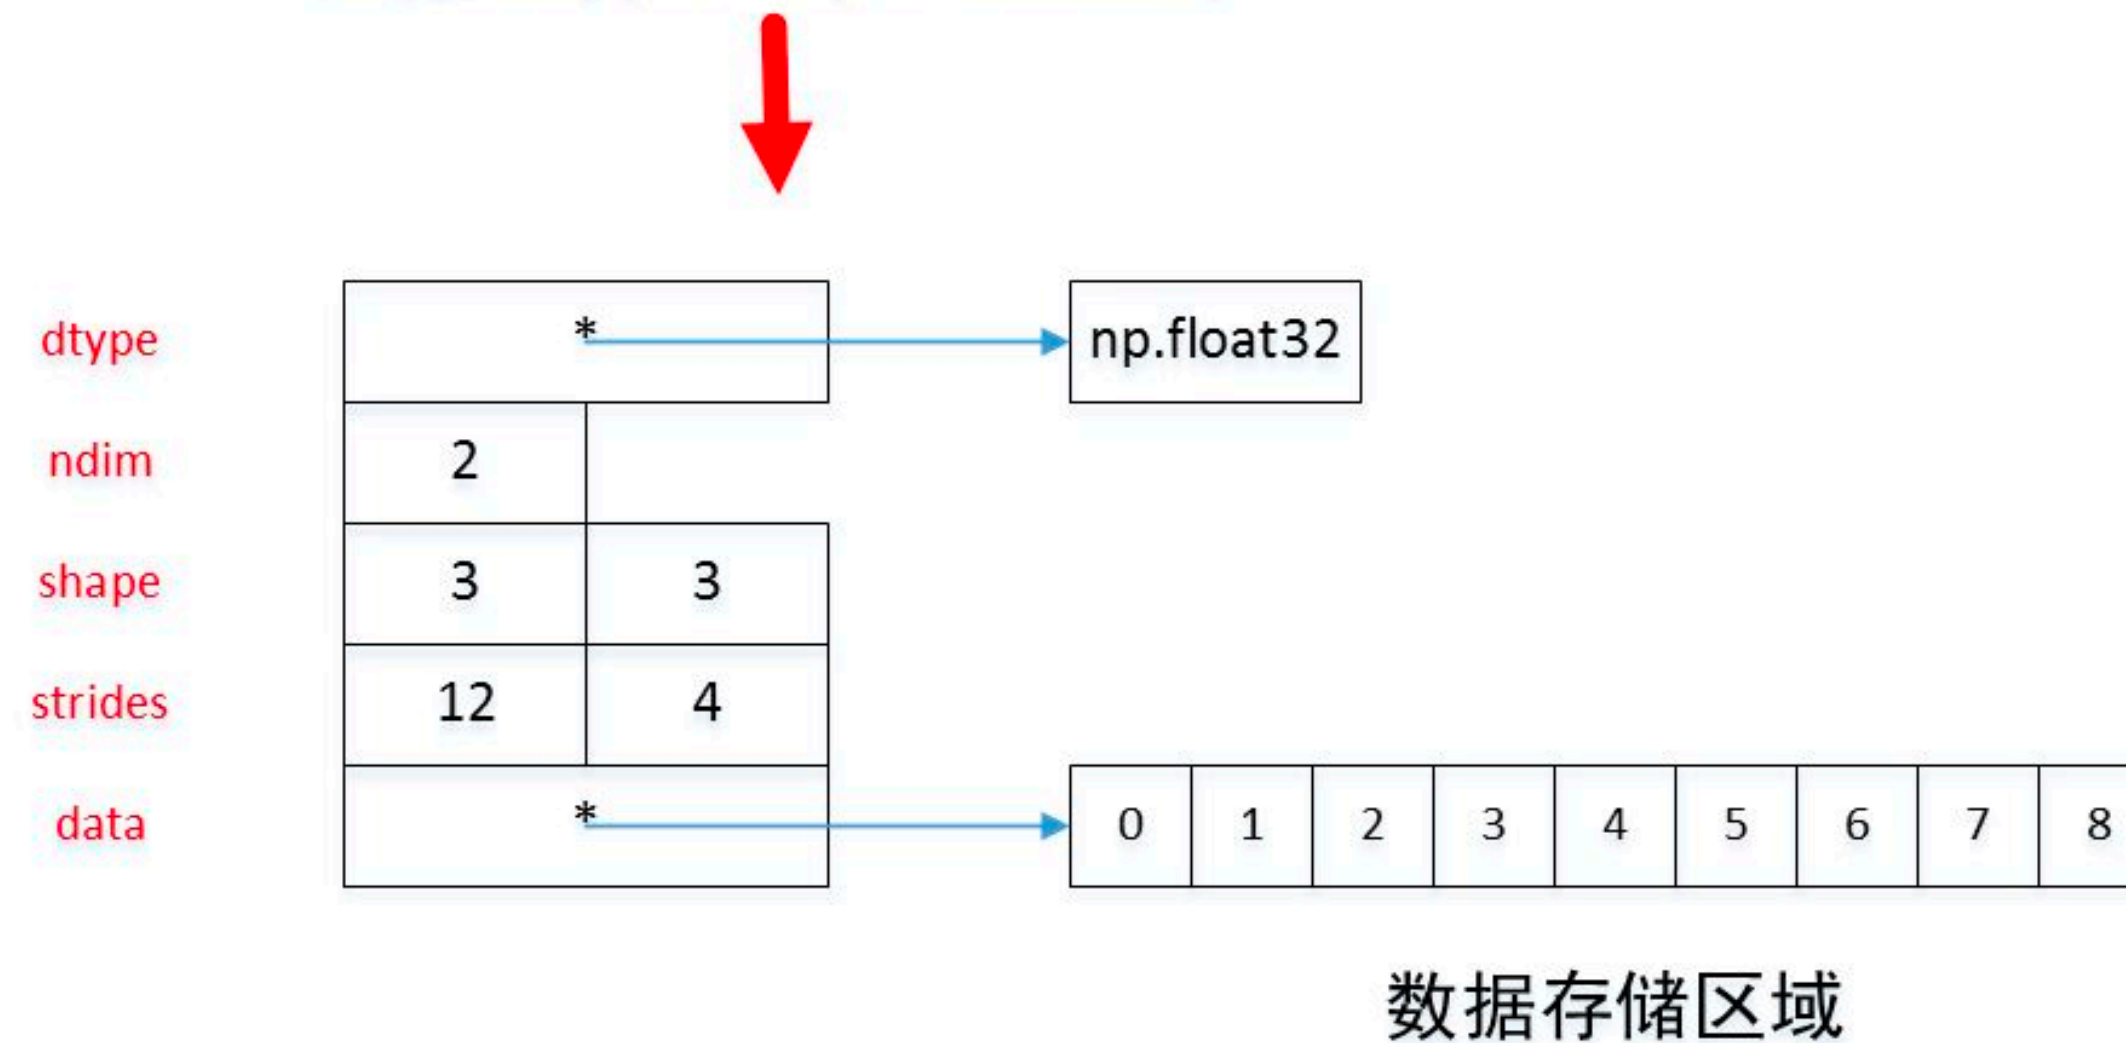 dtype * np.float32
ndim 2
shape 3 3
strides 12 4
data * 0 1 2 3 4 5 6 7 8
数据存储区域